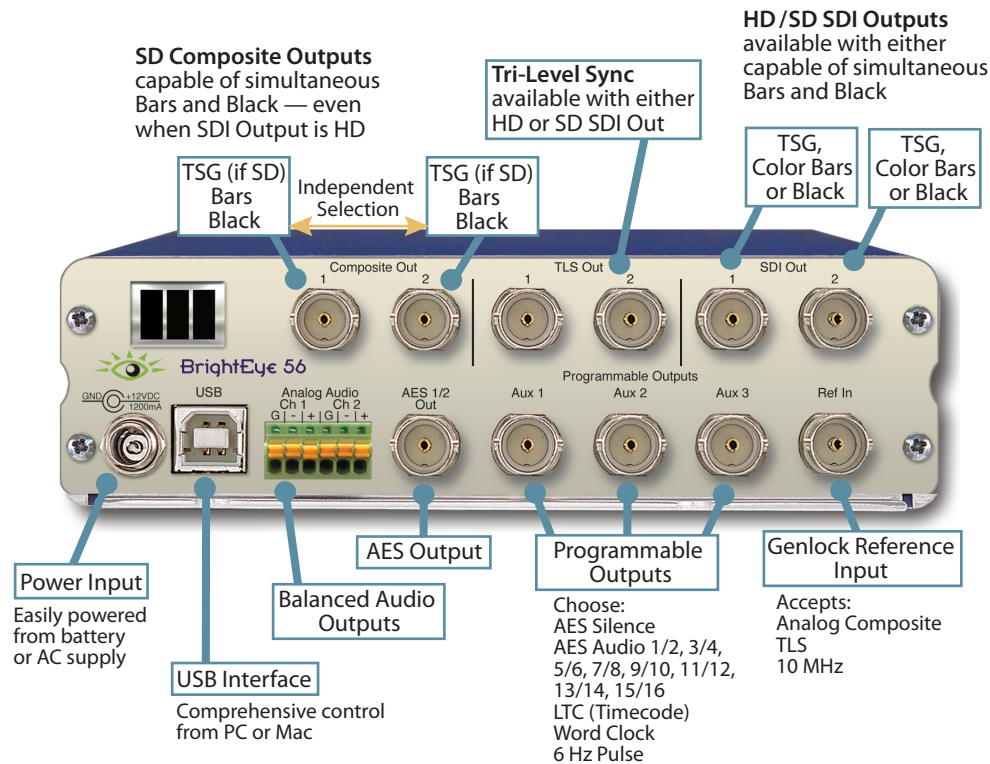 SD Composite Outputs
capable of simultaneous
Bars and Black — even
when SDI Output is HD
Tri-Level Sync
available with either
HD or SD SDI Out
HD/SD SDI Outputs
available with either
capable of simultaneous
Bars and Black
TSG (if SD)
Bars
Black
Independent
Selection
TSG (if SD)
Bars
Black
TSG,
Color Bars
or Black
TSG,
Color Bars
or Black
Composite Out
1
2
TLS Out
1
2
SDI Out
1
2
BrightEye 56
Programmable Outputs
GND
+12VDC
1200mA
USB
Analog Audio
Ch 1 Ch 2
G | - | + | G | - | +
AES 1/2
Out
Aux 1
Aux 2
Aux 3
Ref In
Power Input
Easily powered
from battery
or AC supply
USB Interface
Comprehensive control
from PC or Mac
Balanced Audio
Outputs
AES Output
Programmable
Outputs
Choose:
AES Silence
AES Audio 1/2, 3/4,
5/6, 7/8, 9/10, 11/12,
13/14, 15/16
LTC (Timecode)
Word Clock
6 Hz Pulse
Genlock Reference
Input
Accepts:
Analog Composite
TLS
10 MHz